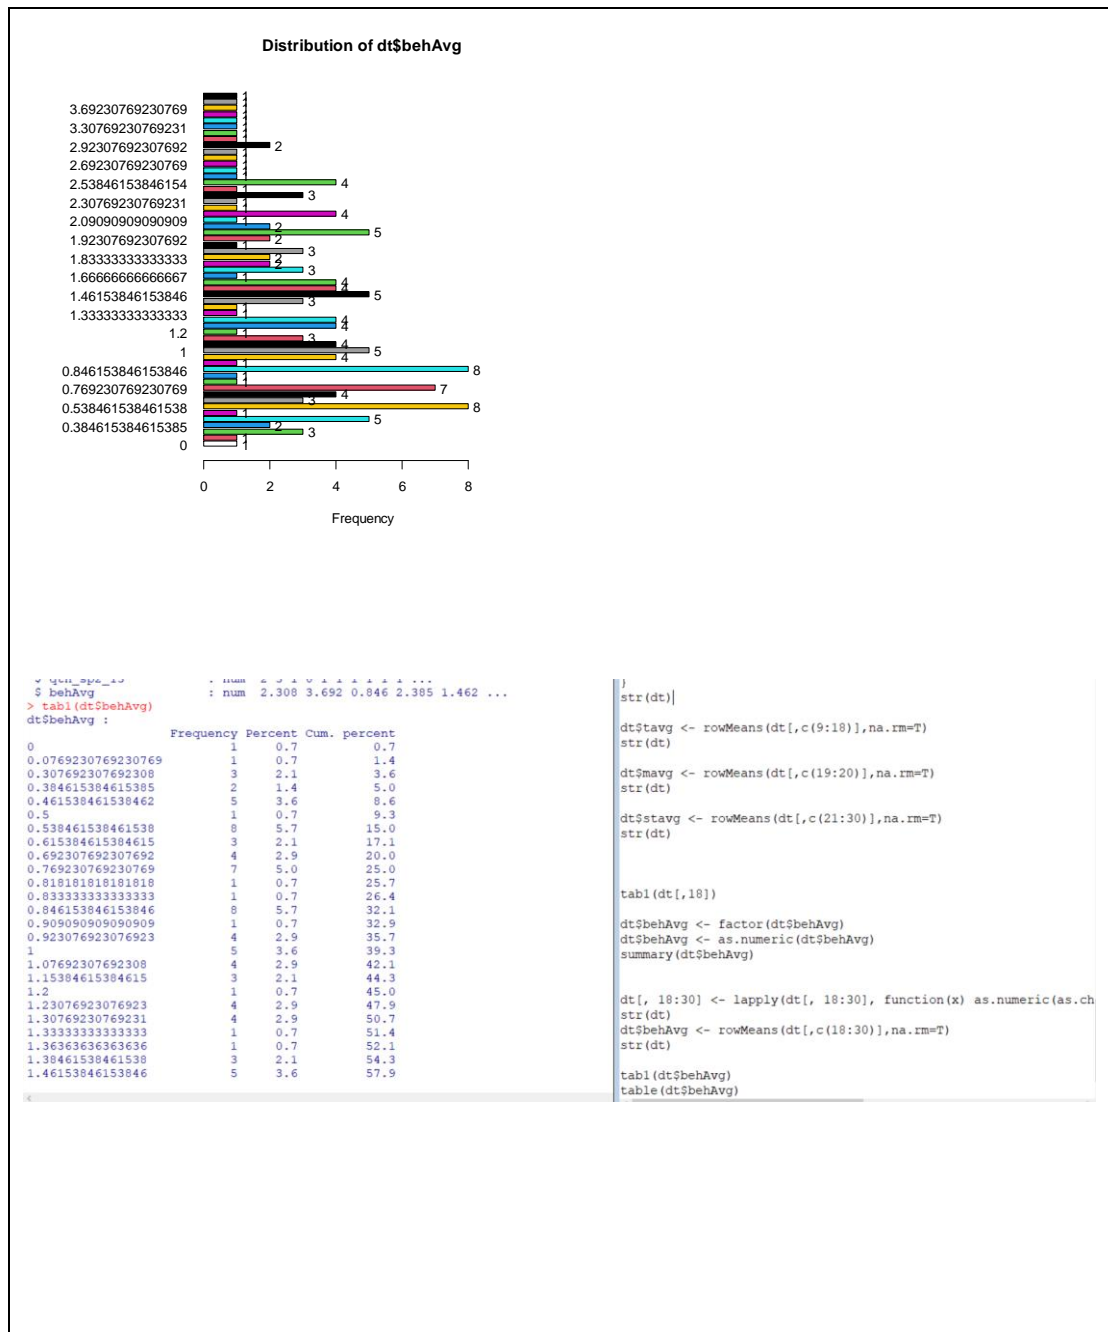 Distribution of dt$behAvg
3.69230769230769
3.30769230769231
2.92307692307692
2.69230769230769
2.53846153846154
2.30769230769231
2.09090909090909
1.92307692307692
1.83333333333333
1.66666666666667
1.46153846153846
1.33333333333333
1.2
1
0.846153846153846
0.769230769230769
0.538461538461538
0.384615384615385
0
2
4
3
4
2
5
2
3
2
2
3
1
4
4
5
3
4
4
1
3
4
5
4
1
8
1
7
4
3
8
1
5
2
3
1
0 2 4 6 8
Frequency
$ behAvg : num 2.308 3.692 0.846 2.385 1.462 ...
> tab1(dt$behAvg)
dt$behAvg :
Frequency Percent Cum. percent
0 1 0.7 0.7
0.0769230769230769 1 0.7 1.4
0.307692307692308 3 2.1 3.6
0.384615384615385 2 1.4 5.0
0.461538461538462 5 3.6 8.6
0.5 1 0.7 9.3
0.538461538461538 8 5.7 15.0
0.615384615384615 3 2.1 17.1
0.692307692307692 4 2.9 20.0
0.769230769230769 7 5.0 25.0
0.818181818181818 1 0.7 25.7
0.833333333333333 1 0.7 26.4
0.846153846153846 8 5.7 32.1
0.909090909090909 1 0.7 32.9
0.923076923076923 4 2.9 35.7
1 5 3.6 39.3
1.07692307692308 4 2.9 42.1
1.15384615384615 3 2.1 44.3
1.2 1 0.7 45.0
1.23076923076923 4 2.9 47.9
1.30769230769231 4 2.9 50.7
1.33333333333333 1 0.7 51.4
1.36363636363636 1 0.7 52.1
1.38461538461538 3 2.1 54.3
1.46153846153846 5 3.6 57.9
}
str(dt)
dt$tavg <- rowMeans(dt[,c(9:18)],na.rm=T)
str(dt)
dt$mavg <- rowMeans(dt[,c(19:20)],na.rm=T)
str(dt)
dt$stavg <- rowMeans(dt[,c(21:30)],na.rm=T)
str(dt)
tab1(dt[,18])
dt$behAvg <- factor(dt$behAvg)
dt$behAvg <- as.numeric(dt$behAvg)
summary(dt$behAvg)
dt[, 18:30] <- lapply(dt[, 18:30], function(x) as.numeric(as.ch
str(dt)
dt$behAvg <- rowMeans(dt[,c(18:30)],na.rm=T)
str(dt)
tab1(dt$behAvg)
table(dt$behAvg)